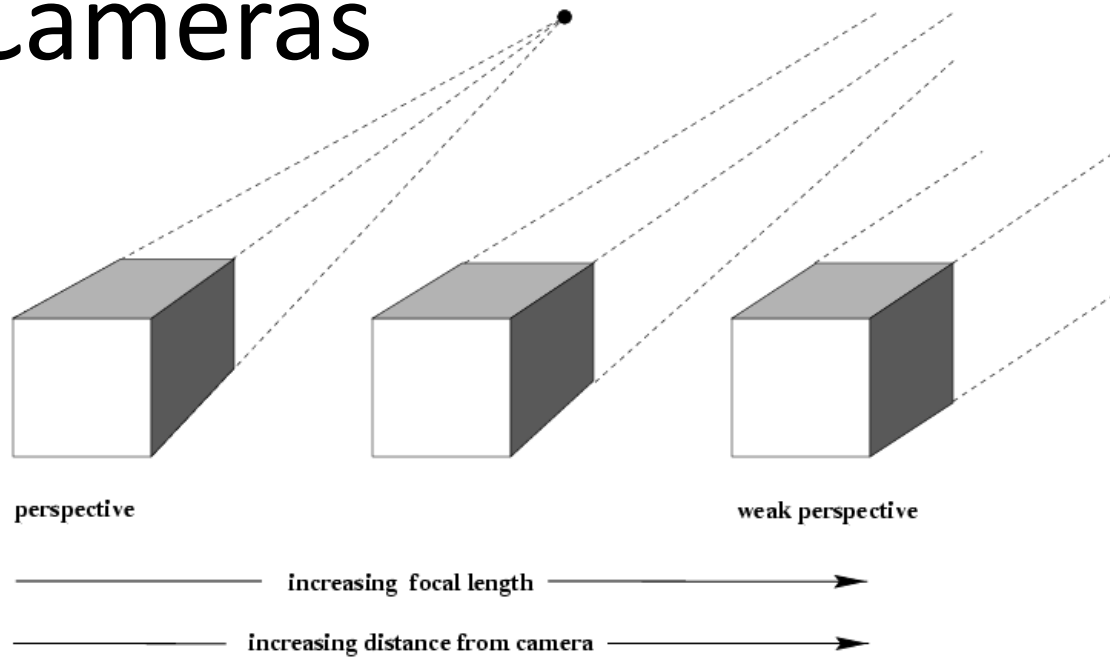 Cameras
perspective
weak perspective
increasing focal length
increasing distance from camera